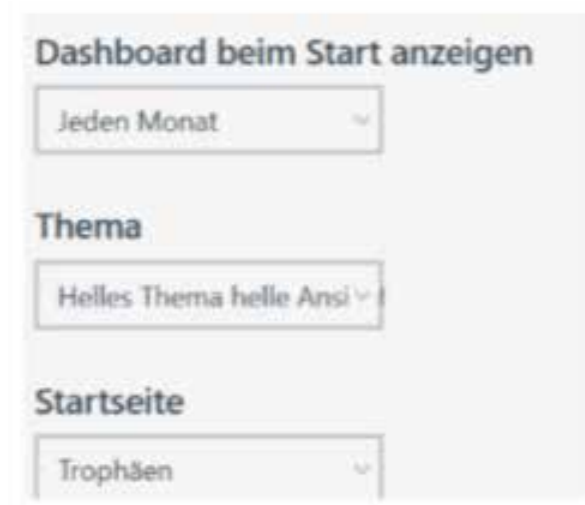 Dashboard beim Start anzeigen
Jeden Monat
Thema
Helles Thema helle Ansi
Startseite
Trophäen